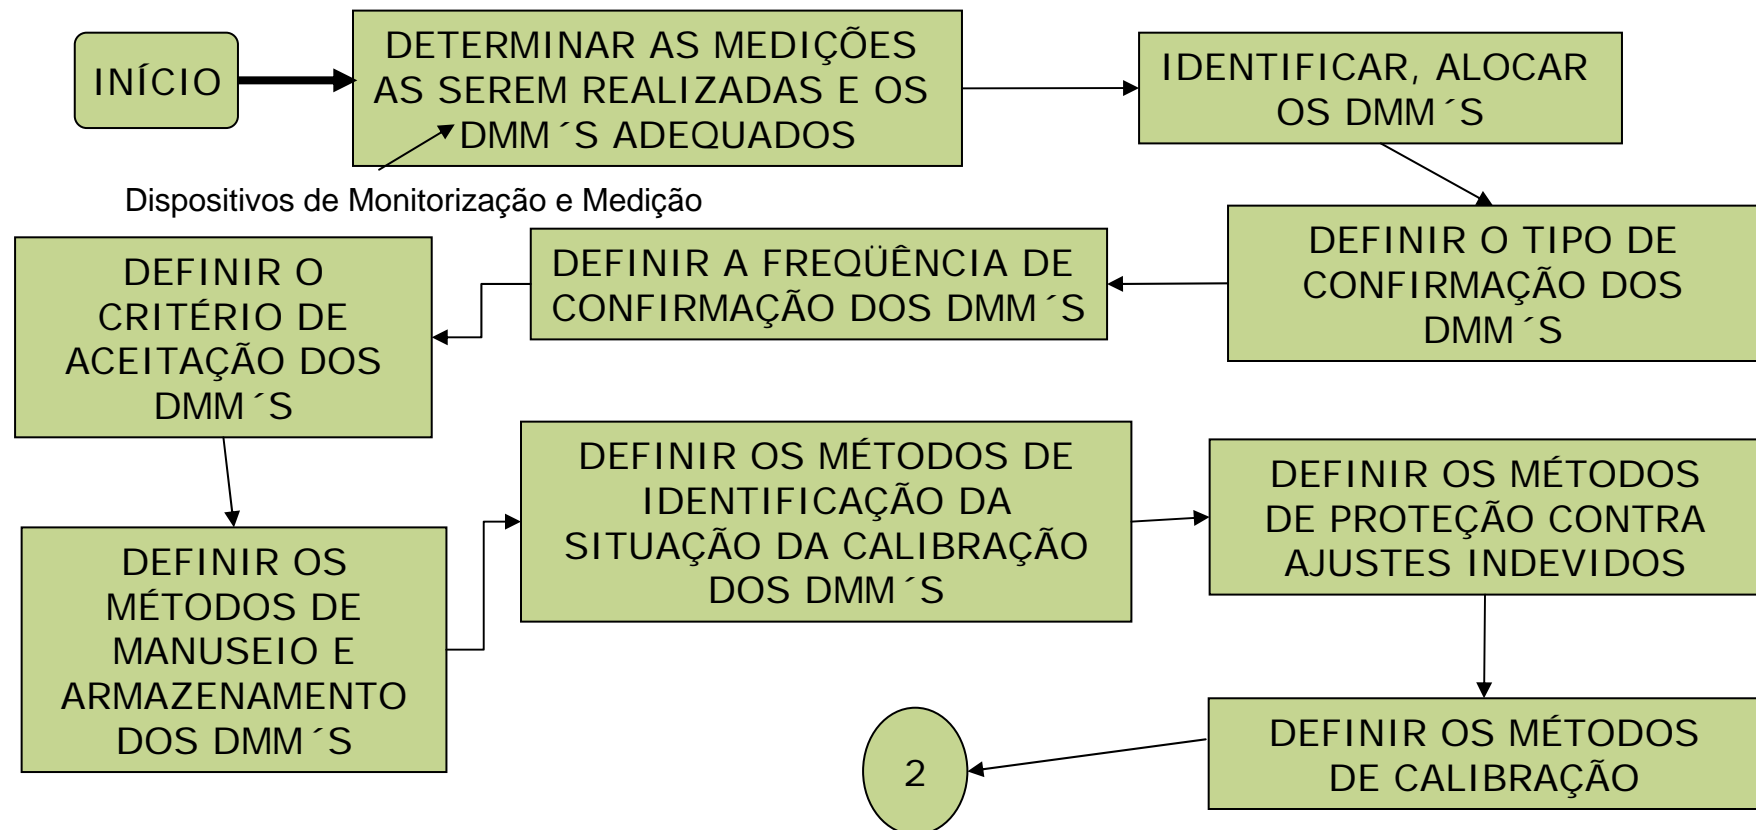 INÍCIO
DETERMINAR AS MEDIÇÕES
AS SEREM REALIZADAS E OS
DMM´S ADEQUADOS
IDENTIFICAR, ALOCAR
OS DMM´S
Dispositivos de Monitorização e Medição
DEFINIR O TIPO DE
CONFIRMAÇÃO DOS
DMM´S
DEFINIR A FREQÜÊNCIA DE
CONFIRMAÇÃO DOS DMM´S
DEFINIR O
CRITÉRIO DE
ACEITAÇÃO DOS
DMM´S
DEFINIR OS
MÉTODOS DE
MANUSEIO E
ARMAZENAMENTO
DOS DMM´S
DEFINIR OS MÉTODOS DE
IDENTIFICAÇÃO DA
SITUAÇÃO DA CALIBRAÇÃO
DOS DMM´S
DEFINIR OS MÉTODOS
DE PROTEÇÃO CONTRA
AJUSTES INDEVIDOS
DEFINIR OS MÉTODOS
DE CALIBRAÇÃO
2